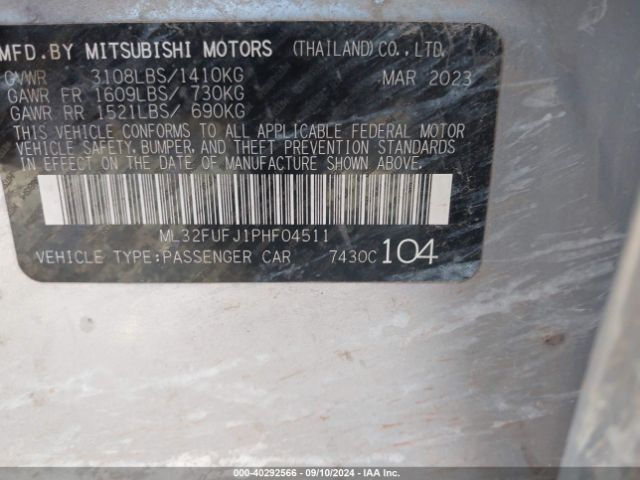 MFD.BY MITSUBISHI MOTORS (THAILAND)CO.,LTD.
GVWR 3108LBS/1410KG MAR 2023
GAWR FR 1609LBS/ 730KG
GAWR RR 1521LBS/ 690KG
THIS VEHICLE CONFORMS TO ALL APPLICABLE FEDERAL MOTOR
VEHICLE SAFETY, BUMPER, AND THEFT PREVENTION STANDARDS
IN EFFECT ON THE DATE OF MANUFACTURE SHOWN ABOVE.
ML32FUFJ1PHF04511
VEHICLE TYPE:PASSENGER CAR 7430C 104
000-40292566 - 09/10/2024 - IAA Inc.